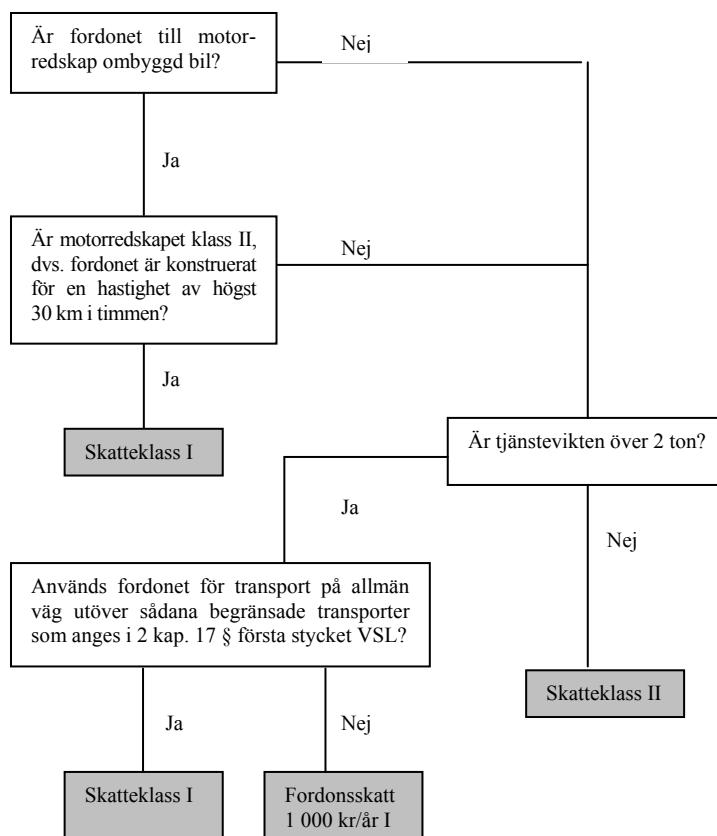 Är fordonet till motor-
redskap ombyggd bil?
Nej
Ja
Är motorredskapet klass II,
dvs. fordonet är konstruerat
för en hastighet av högst
30 km i timmen?
Nej
Ja
Skatteklass I
Är tjänstevikten över 2 ton?
Ja
Nej
Används fordonet för transport på allmän
väg utöver sådana begränsade transporter
som anges i 2 kap. 17 § första stycket VSL?
Skatteklass II
Ja
Nej
Skatteklass I
Fordonsskatt
1 000 kr/år I